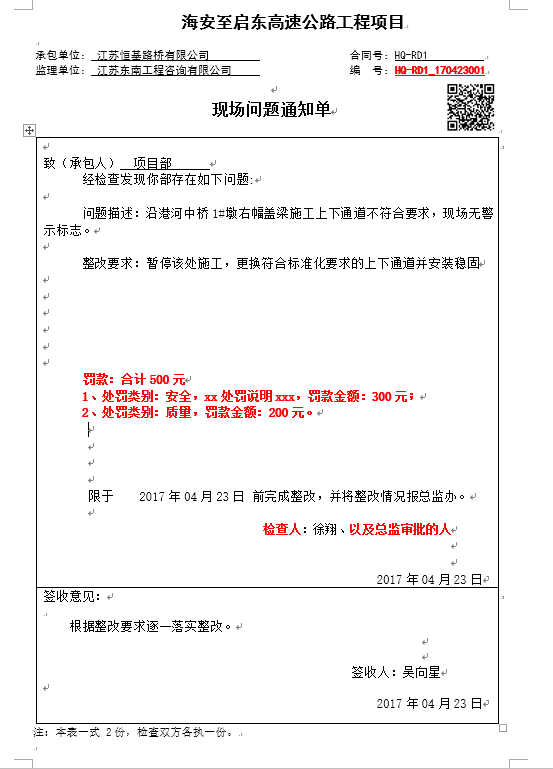 海安至启东高速公路工程项目
承包单位： 江苏恒基路桥有限公司 合同号：HQ-RD1
监理单位： 江苏东南工程咨询有限公司 编 号：HQ-RD1_170423001
现场问题通知单
致（承包人） 项目部
经检查发现你部存在如下问题:
问题描述：沿港河中桥 1#墩右幅盖梁施工上下通道不符合要求，现场无警
示标志。
整改要求：暂停该处施工，更换符合标准化要求的上下通道并安装稳固
罚款：合计 500 元
1、处罚类别：安全，xx 处罚说明 xxx，罚款金额：300 元；
2、处罚类别：质量，罚款金额：200 元。
限于 2017 年 04 月 23 日 前完成整改，并将整改情况报总监办。
检查人：徐翔、以及总监审批的人
2017 年 04 月 23 日
签收意见：
根据整改要求逐一落实整改。
签收人：吴向星
2017 年 04 月 23 日
注：本表一式 2 份，检查双方各执一份。